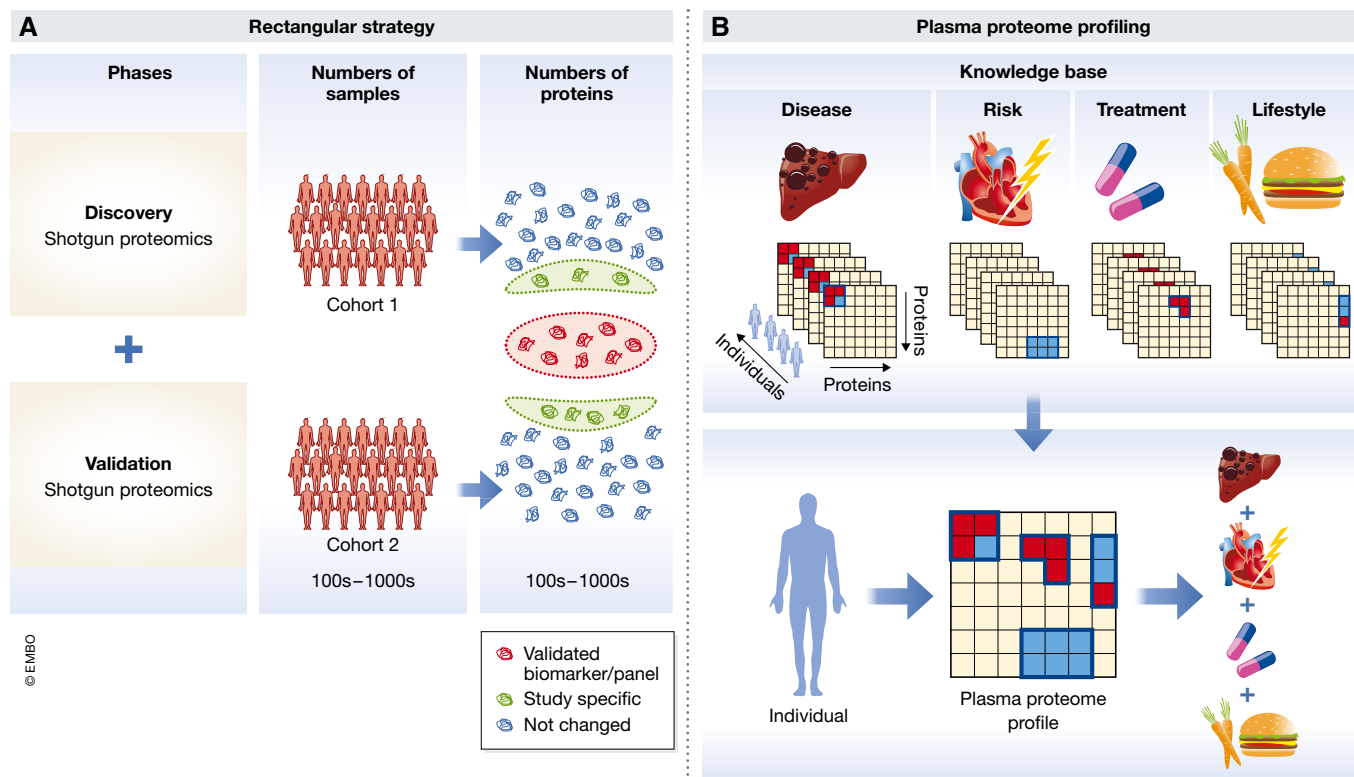 A
Rectangular strategy
Phases
Numbers of
samples
Numbers of
proteins
Discovery
Shotgun proteomics
Cohort 1
+
Validation
Shotgun proteomics
Cohort 2
100s–1000s
100s–1000s
Validated
biomarker/panel
Study specific
Not changed
© EMBO
B
Plasma proteome profiling
Knowledge base
Disease
Risk
Treatment
Lifestyle
Proteins
Individuals
Proteins
Individual
Plasma proteome
profile
+
+
+